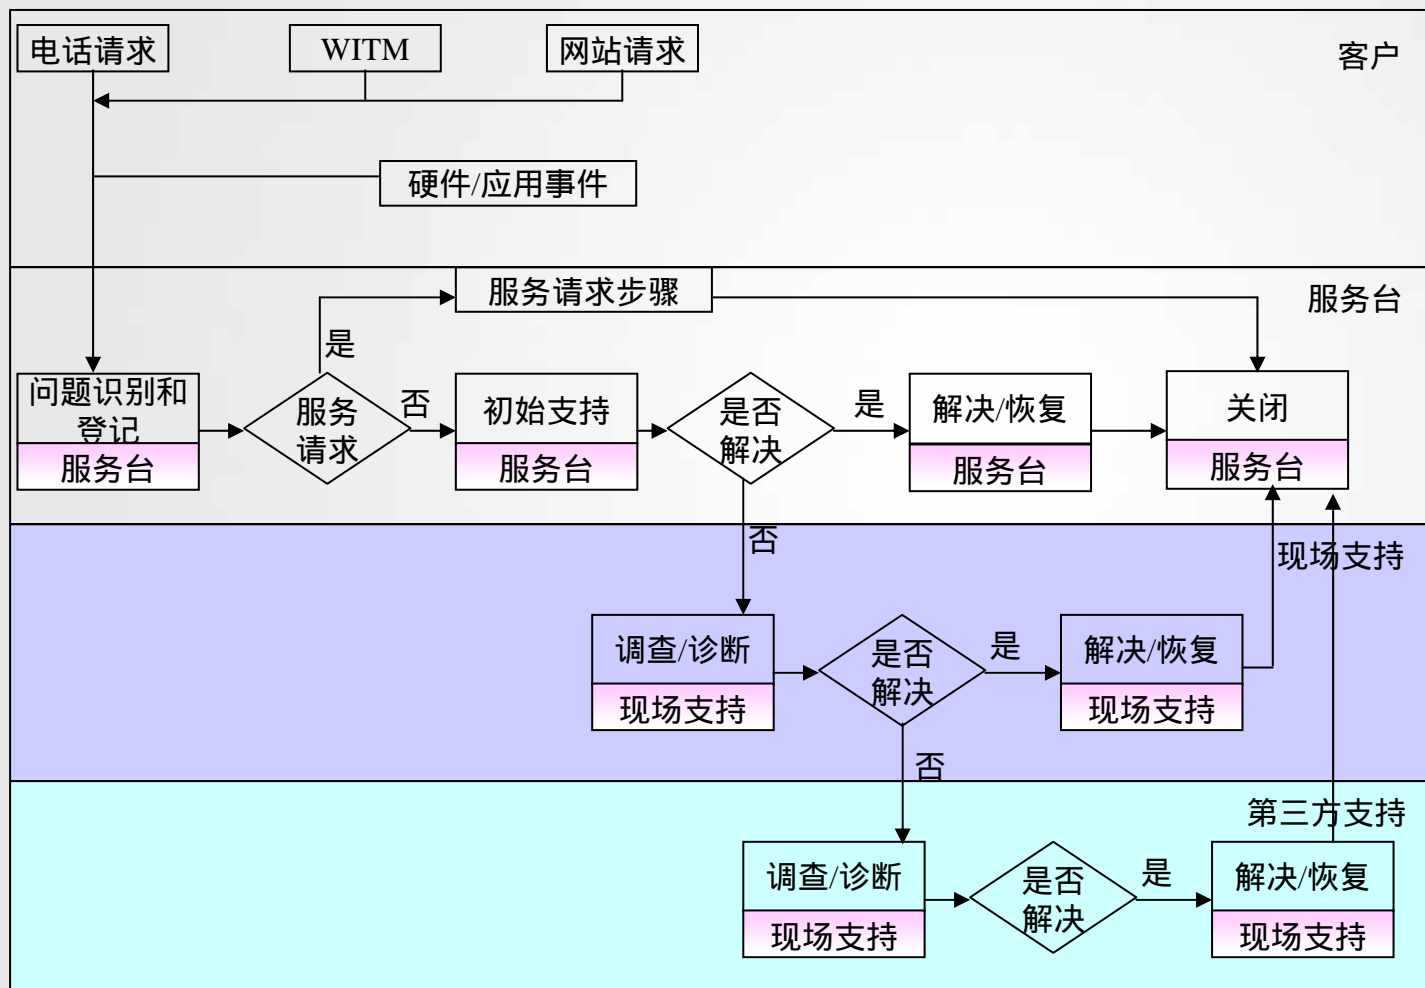 电话请求
WITM
网站请求
客户
硬件/应用事件
服务请求步骤
服务台
是
问题识别和
登记
服务台
服务
请求
否
初始支持
服务台
是否
解决
是
解决/恢复
服务台
关闭
服务台
否
现场支持
调查/诊断
现场支持
是否
解决
是
解决/恢复
现场支持
否
第三方支持
调查/诊断
现场支持
是否
解决
是
解决/恢复
现场支持